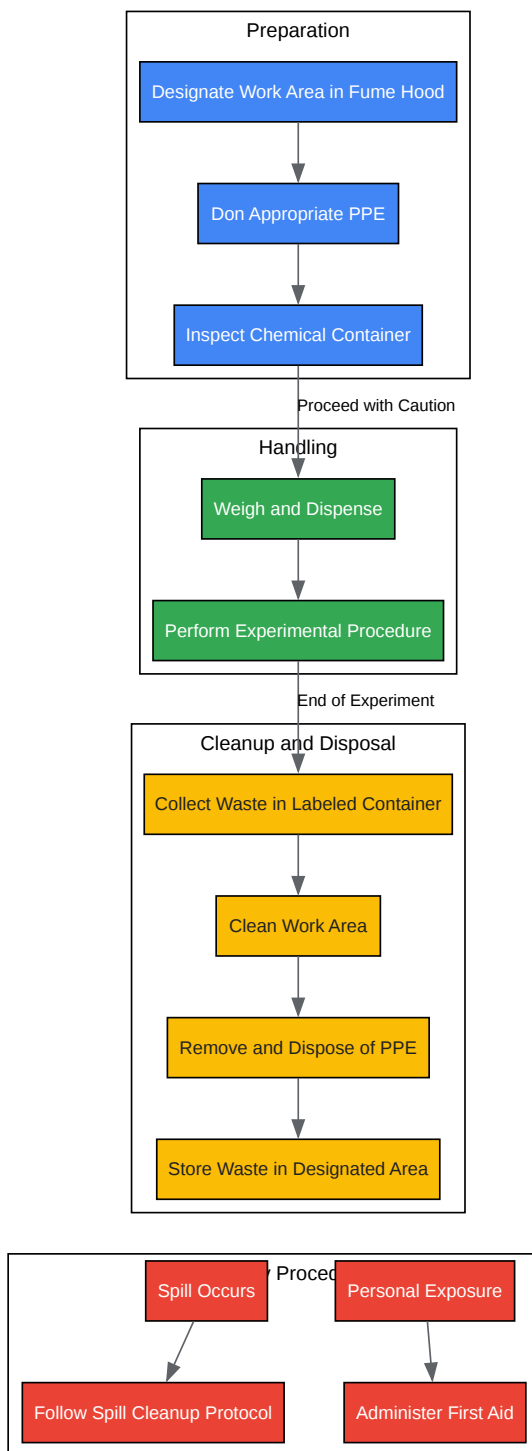 Preparation
Designate Work Area in Fume Hood
Don Appropriate PPE
Inspect Chemical Container
Proceed with Caution
Handling
Weigh and Dispense
Perform Experimental Procedure
End of Experiment
Cleanup and Disposal
Collect Waste in Labeled Container
Clean Work Area
Remove and Dispose of PPE
Store Waste in Designated Area
Spill Occurs
Personal Exposure
Follow Spill Cleanup Protocol
Administer First Aid